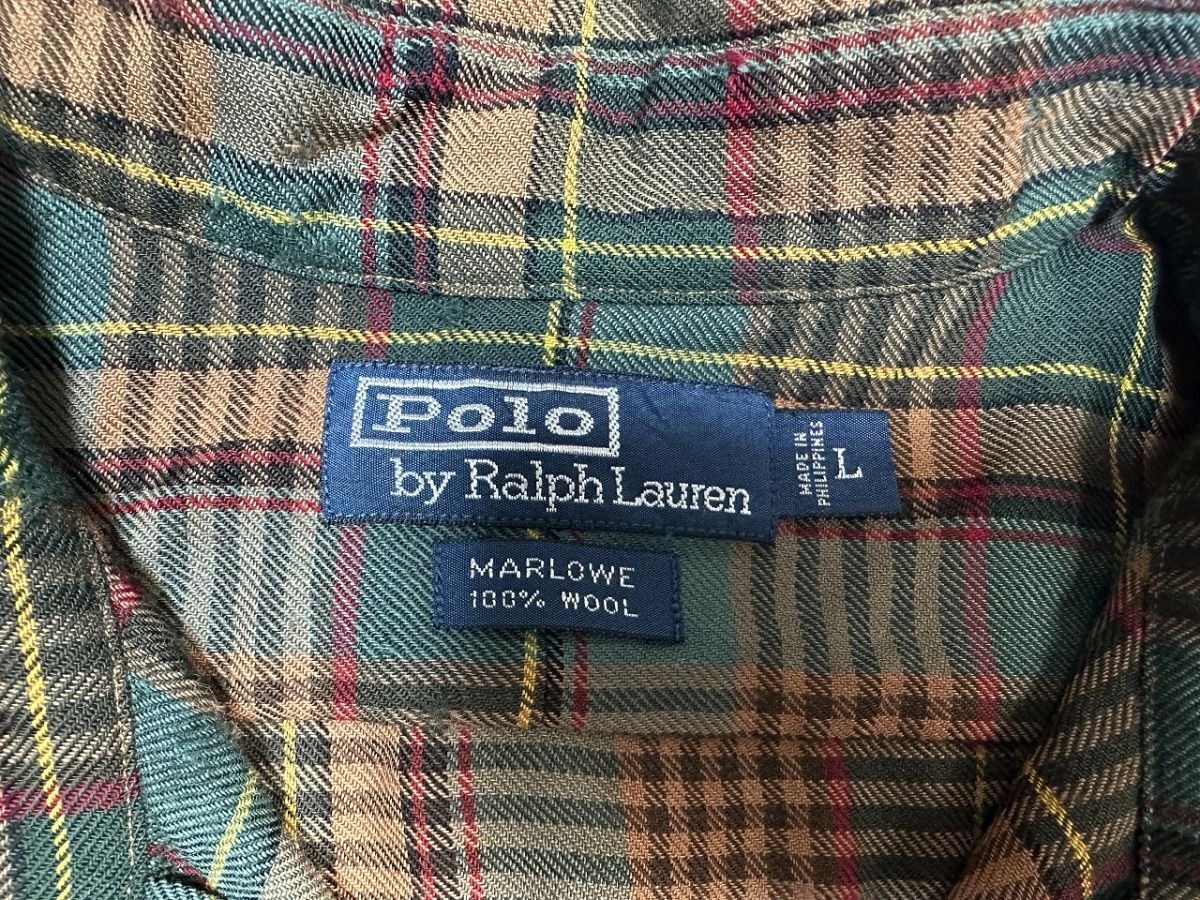 Polo
by Ralph Lauren
MADE IN
PHILIPPINES
L
MARLOWE
100% WOOL